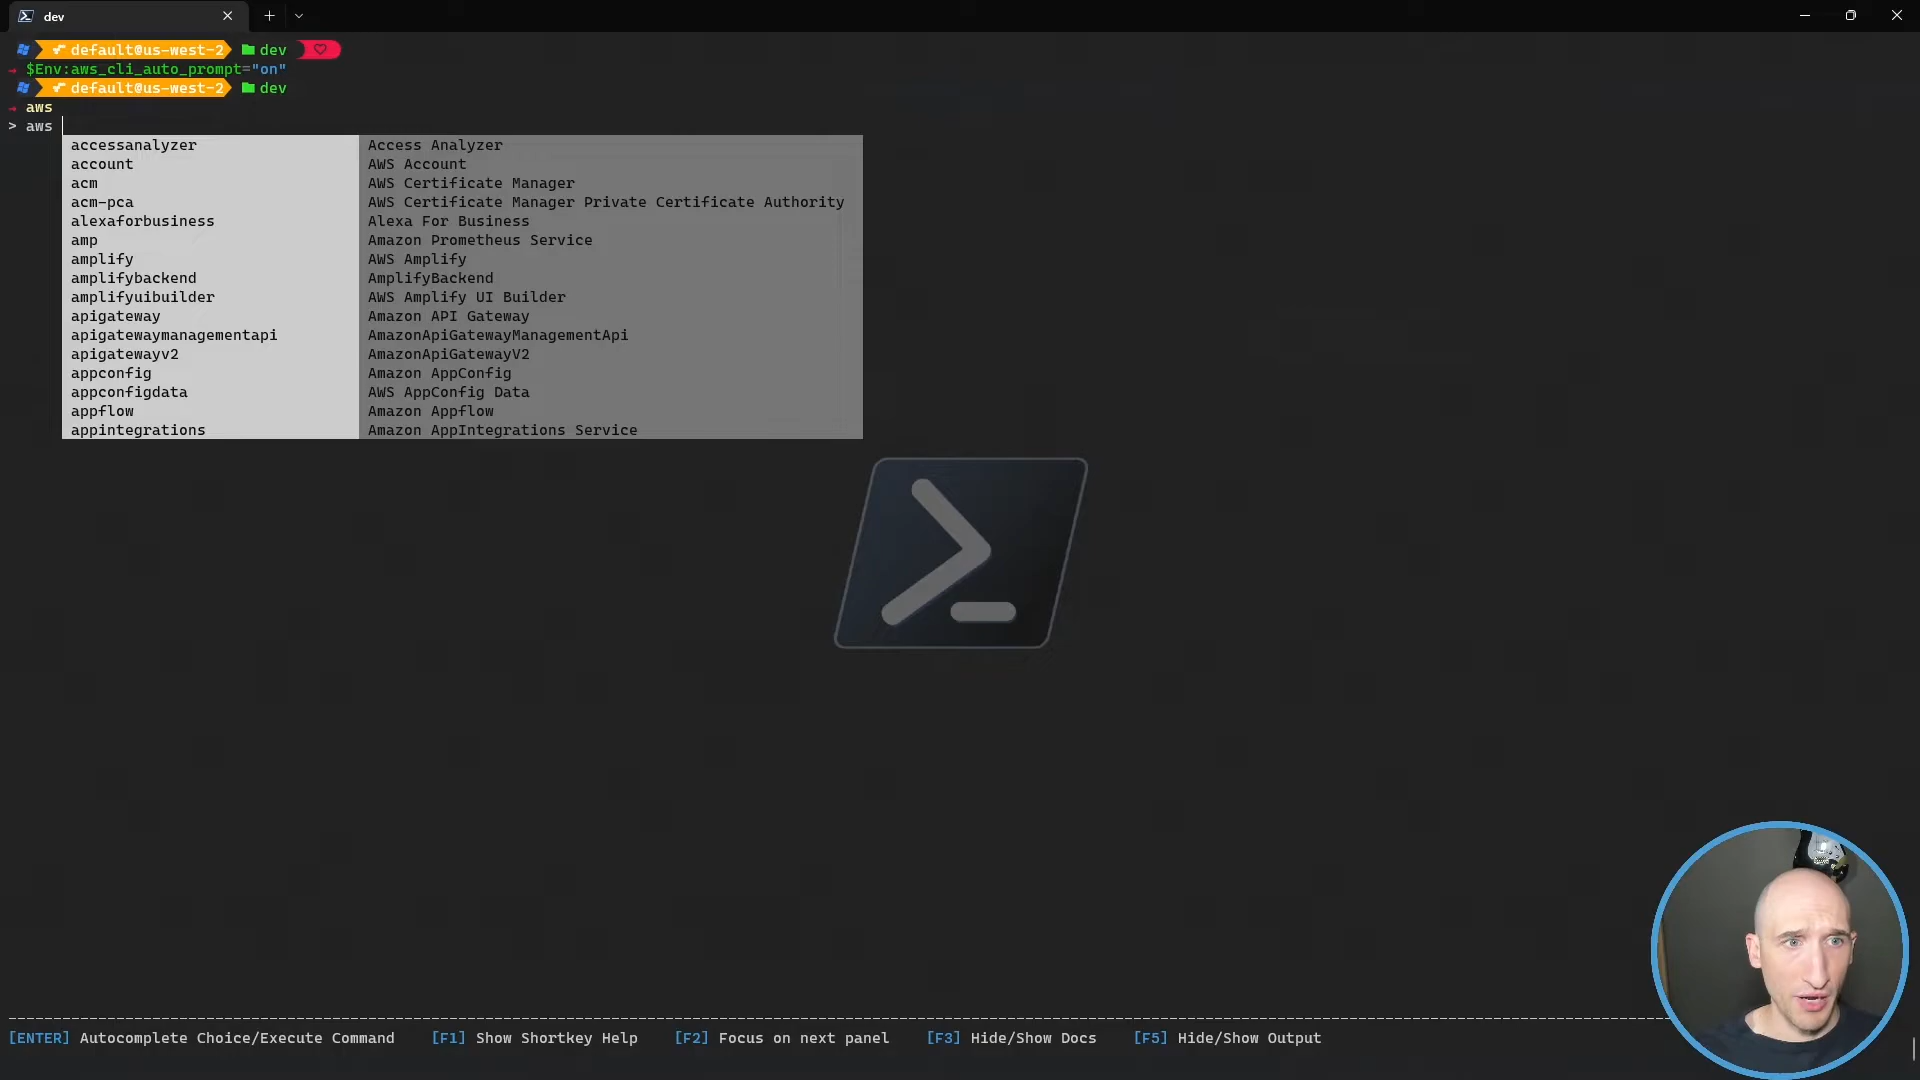 dev
default@us-west-2 dev
→ $Env:aws_cli_auto_prompt="on"
default@us-west-2 dev
→ aws
> aws
accessanalyzer Access Analyzer
account AWS Account
acm AWS Certificate Manager
acm-pca AWS Certificate Manager Private Certificate Authority
alexaforbusiness Alexa For Business
amp Amazon Prometheus Service
amplify AWS Amplify
amplifybackend AmplifyBackend
amplifyuibuilder AWS Amplify UI Builder
apigateway Amazon API Gateway
apigatewaymanagementapi AmazonApiGatewayManagementApi
apigatewayv2 AmazonApiGatewayV2
appconfig Amazon AppConfig
appconfigdata AWS AppConfig Data
appflow Amazon Appflow
appintegrations Amazon AppIntegrations Service
[ENTER] Autocomplete Choice/Execute Command [F1] Show Shortkey Help [F2] Focus on next panel [F3] Hide/Show Docs [F5] Hide/Show Output